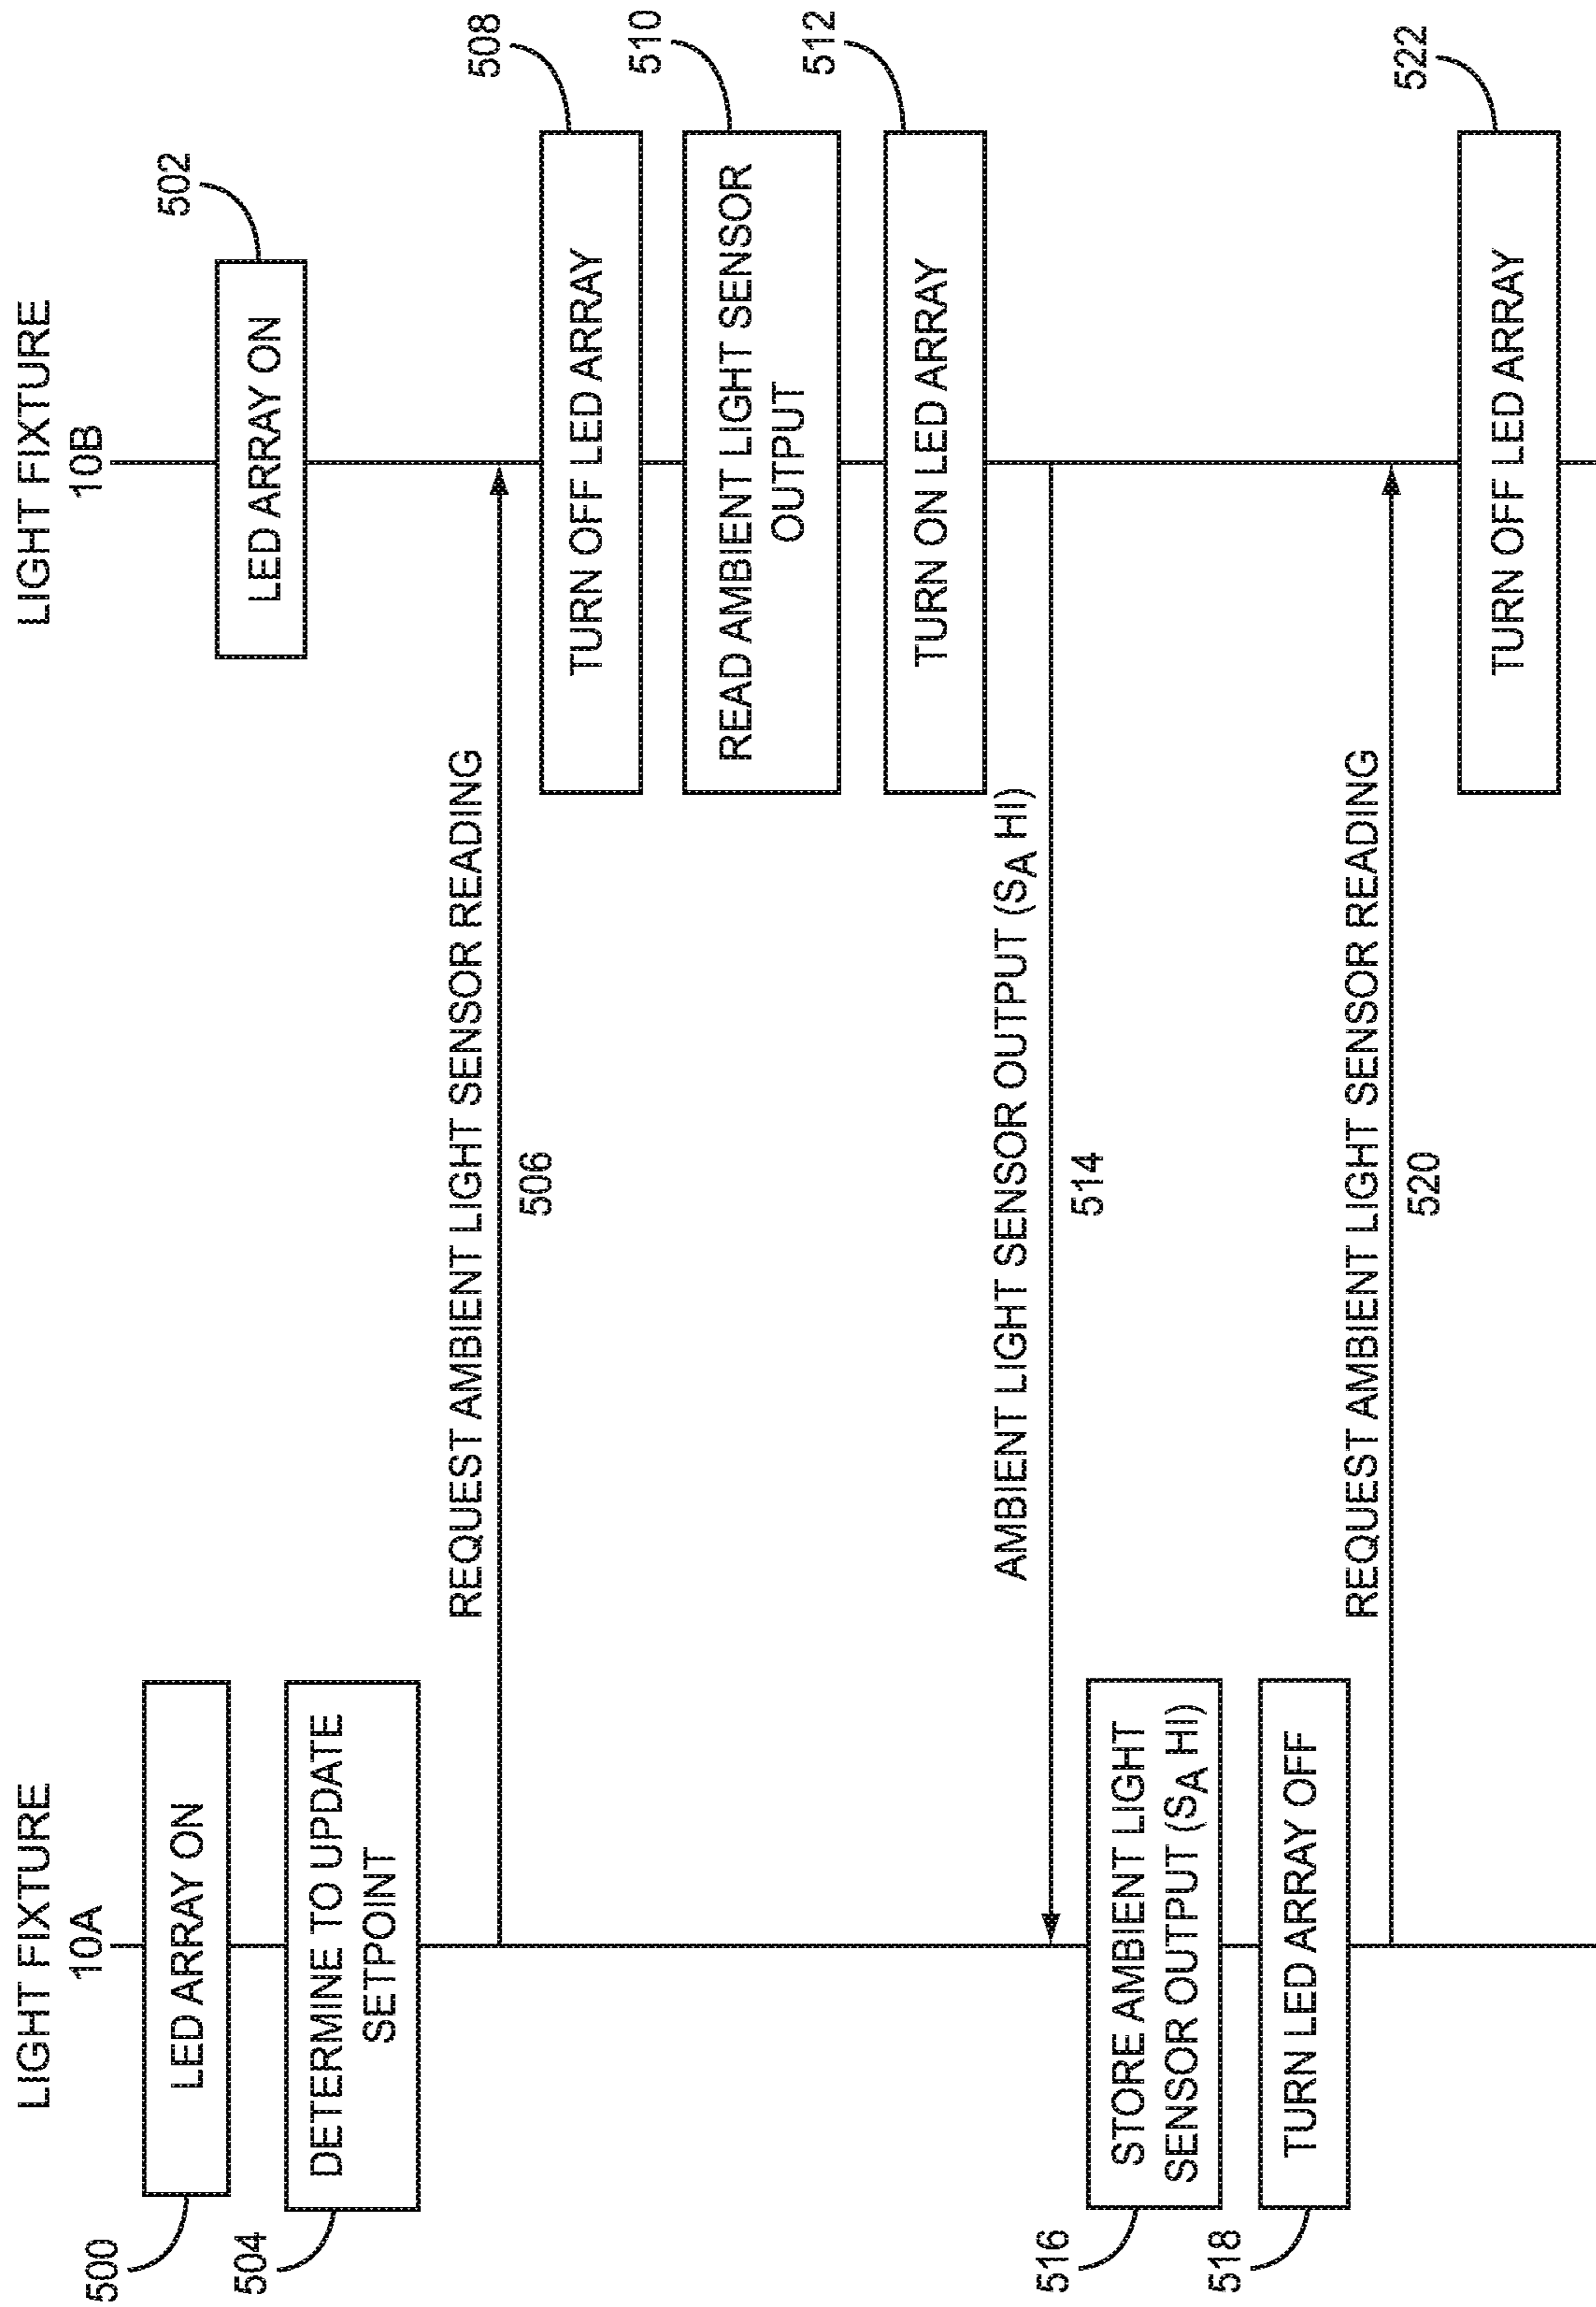 LIGHT FIXTURE
10A
LIGHT FIXTURE
10B
500
LED ARRAY ON
LED ARRAY ON
502
504
DETERMINE TO UPDATE
SETPOINT
REQUEST AMBIENT LIGHT SENSOR READING
506
TURN OFF LED ARRAY
508
READ AMBIENT LIGHT SENSOR
OUTPUT
510
TURN ON LED ARRAY
512
AMBIENT LIGHT SENSOR OUTPUT (SA HI)
514
516
STORE AMBIENT LIGHT
SENSOR OUTPUT (SA HI)
518
TURN LED ARRAY OFF
REQUEST AMBIENT LIGHT SENSOR READING
520
TURN OFF LED ARRAY
522